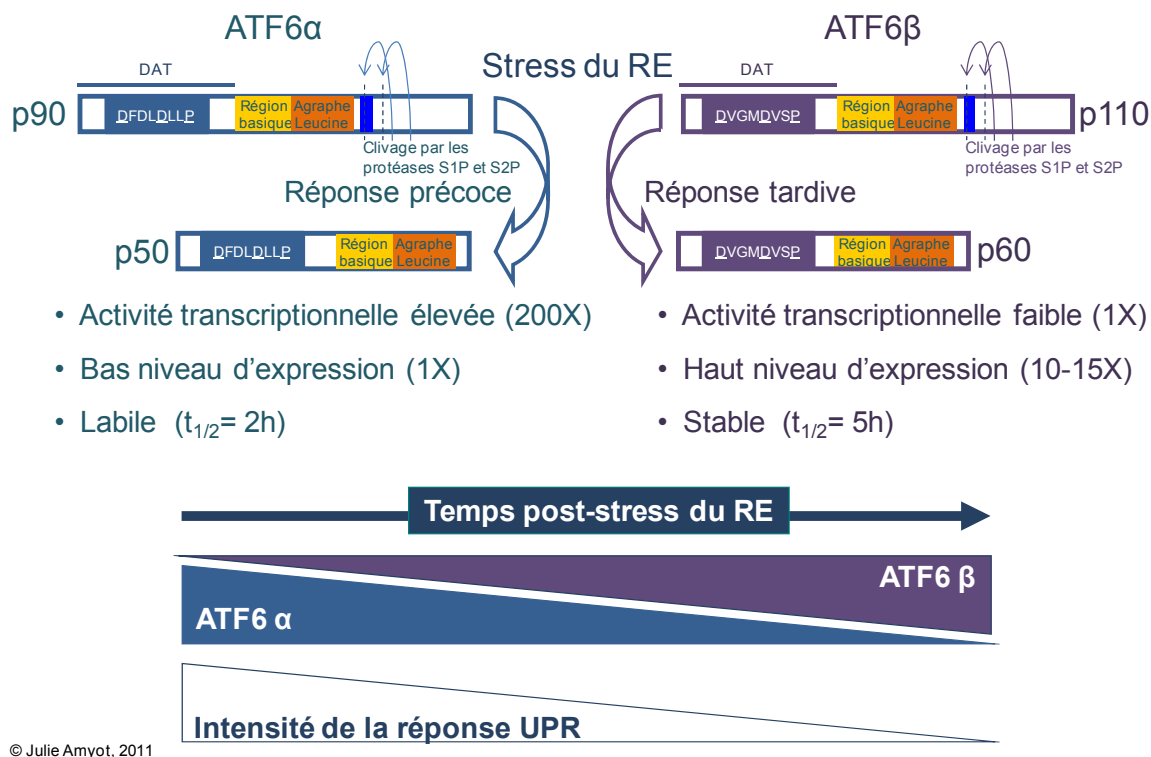 ATF6α
Stress du RE
ATF6β
DAT
DAT
p90
DFDLDLLP
Région
basique
Agraphe
Leucine
DVGMDVSP
Région
basique
Agraphe
Leucine
p110
Clivage par les
protéases S1P et S2P
Clivage par les
protéases S1P et S2P
Réponse précoce
Réponse tardive
p50
DFDLDLLP
Région
basique
Agraphe
Leucine
DVGMDVSP
Région
basique
Agraphe
Leucine
p60
• Activité transcriptionnelle élevée (200X)
• Bas niveau d'expression (1X)
• Labile (t1/2= 2h)
• Activité transcriptionnelle faible (1X)
• Haut niveau d'expression (10-15X)
• Stable (t1/2= 5h)
Temps post-stress du RE
ATF6 β
ATF6 α
Intensité de la réponse UPR
© Julie Amyot, 2011